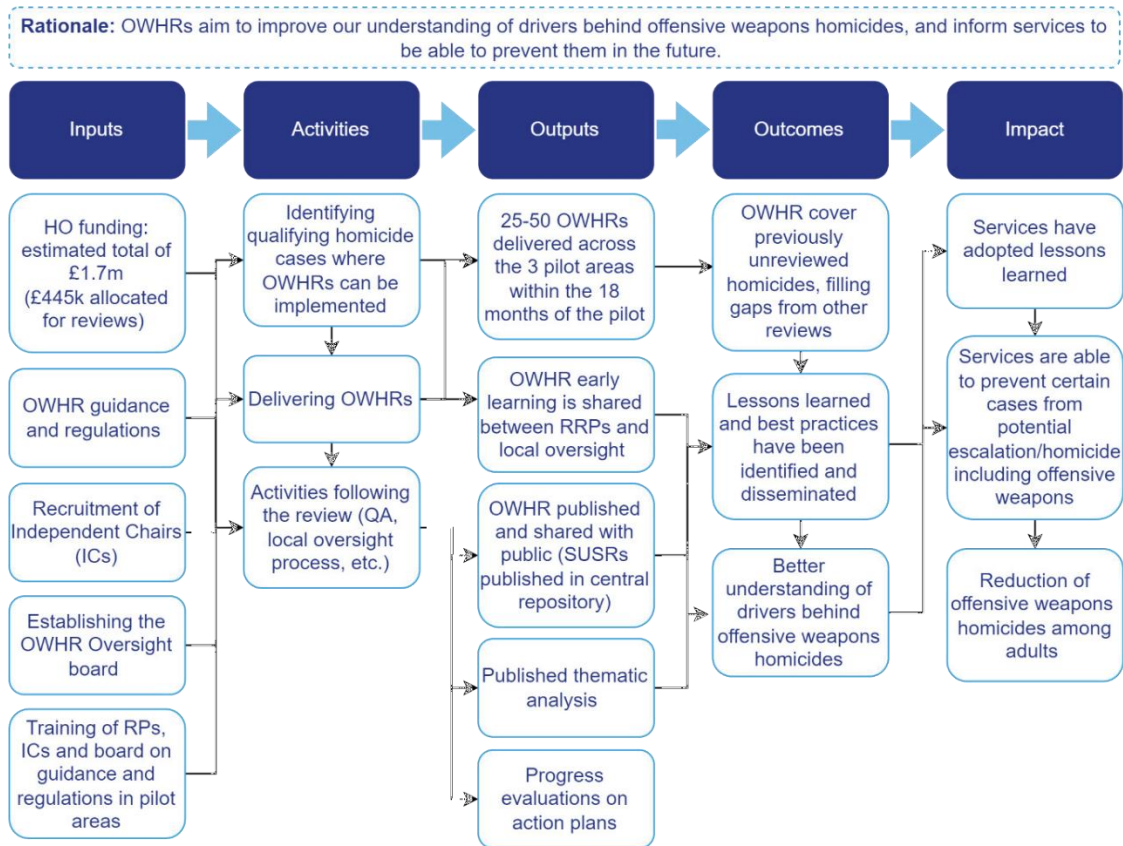 Rationale: OWHRs aim to improve our understanding of drivers behind offensive weapons homicides, and inform services to
be able to prevent them in the future.
Inputs
Activities
Outputs
Outcomes
Impact
HO funding:
estimated total of
£1.7m
(£445k allocated
for reviews)
OWHR guidance
and regulations
Recruitment of
Independent Chairs
(ICs)
Establishing the
OWHR Oversight
board
Training of RPs,
ICs and board on
guidance and
regulations in pilot
areas
Identifying
qualifying homicide
cases where
OWHRs can be
implemented
Delivering OWHRs
Activities following
the review (QA,
local oversight
process, etc.)
25-50 OWHRs
delivered across
the 3 pilot areas
within the 18
months of the pilot
OWHR early
learning is shared
between RRPs and
local oversight
OWHR published
and shared with
public (SUSRs
published in central
repository)
Published thematic
analysis
Progress
evaluations on
action plans
OWHR cover
previously
unreviewed
homicides, filling
gaps from other
reviews
Lessons learned
and best practices
have been
identified and
disseminated
Better
understanding of
drivers behind
offensive weapons
homicides
Services have
adopted lessons
learned
Services are able
to prevent certain
cases from
potential
escalation/homicide
including offensive
weapons
Reduction of
offensive weapons
homicides among
adults